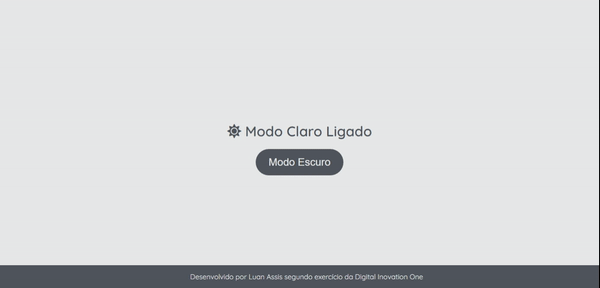 Modo Claro Ligado
Modo Escuro
Desenvolvido por Luan Assis segundo exercício da Digital Inovation One